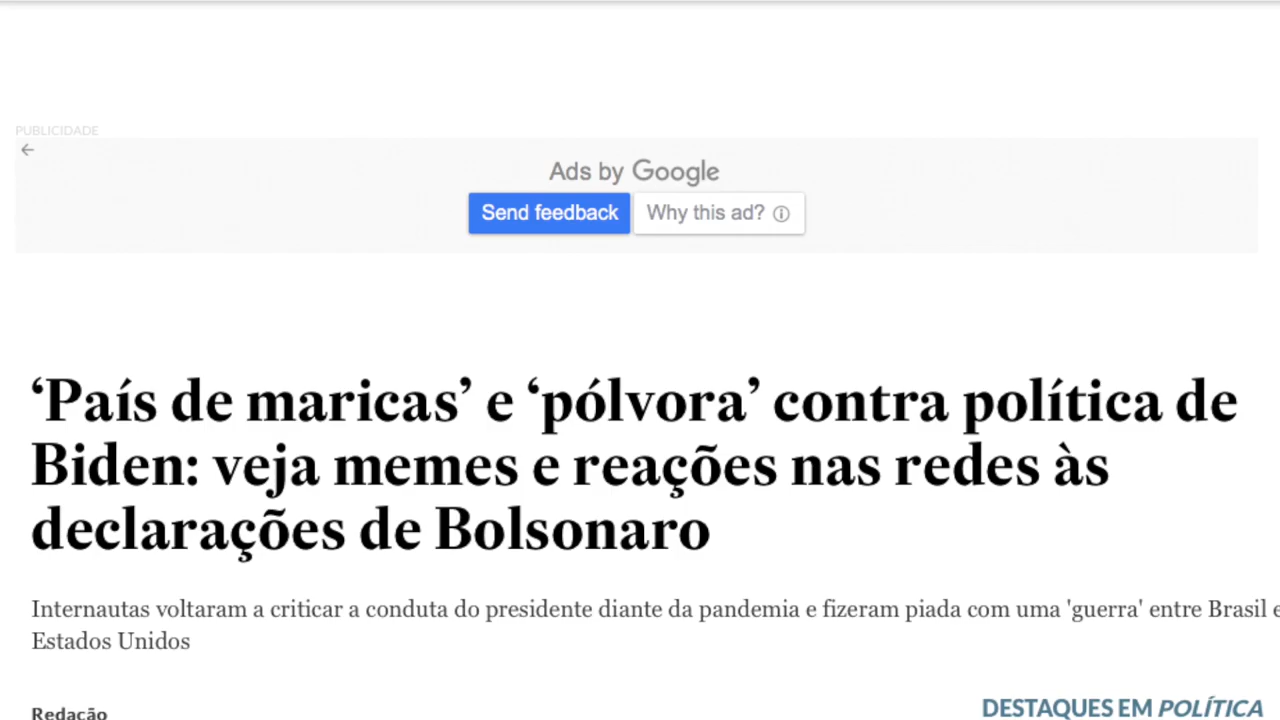 PUBLICIDADE
Ads by Google
Send feedback Why this ad?
‘País de maricas’ e ‘pólvora’ contra política de
Biden: veja memes e reações nas redes às
declarações de Bolsonaro
Internautas voltaram a criticar a conduta do presidente diante da pandemia e fizeram piada com uma 'guerra' entre Brasil e
Estados Unidos
Redação
DESTAQUES EM POLÍTICA